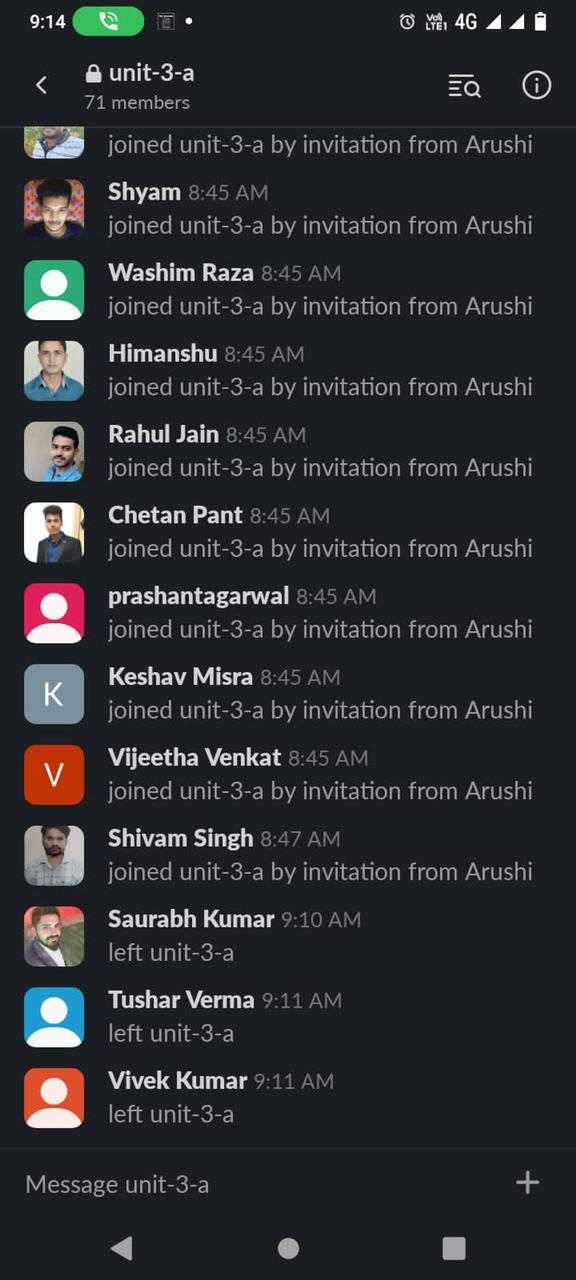 9:14
Vo)) LTE1 4G
unit-3-a
71 members
joined unit-3-a by invitation from Arushi
Shyam 8:45 AM
joined unit-3-a by invitation from Arushi
Washim Raza 8:45 AM
joined unit-3-a by invitation from Arushi
Himanshu 8:45 AM
joined unit-3-a by invitation from Arushi
Rahul Jain 8:45 AM
joined unit-3-a by invitation from Arushi
Chetan Pant 8:45 AM
joined unit-3-a by invitation from Arushi
prashantagarwal 8:45 AM
joined unit-3-a by invitation from Arushi
K
Keshav Misra 8:45 AM
joined unit-3-a by invitation from Arushi
V
Vijeetha Venkat 8:45 AM
joined unit-3-a by invitation from Arushi
Shivam Singh 8:47 AM
joined unit-3-a by invitation from Arushi
Saurabh Kumar 9:10 AM
left unit-3-a
Tushar Verma 9:11 AM
left unit-3-a
Vivek Kumar 9:11 AM
left unit-3-a
Message unit-3-a